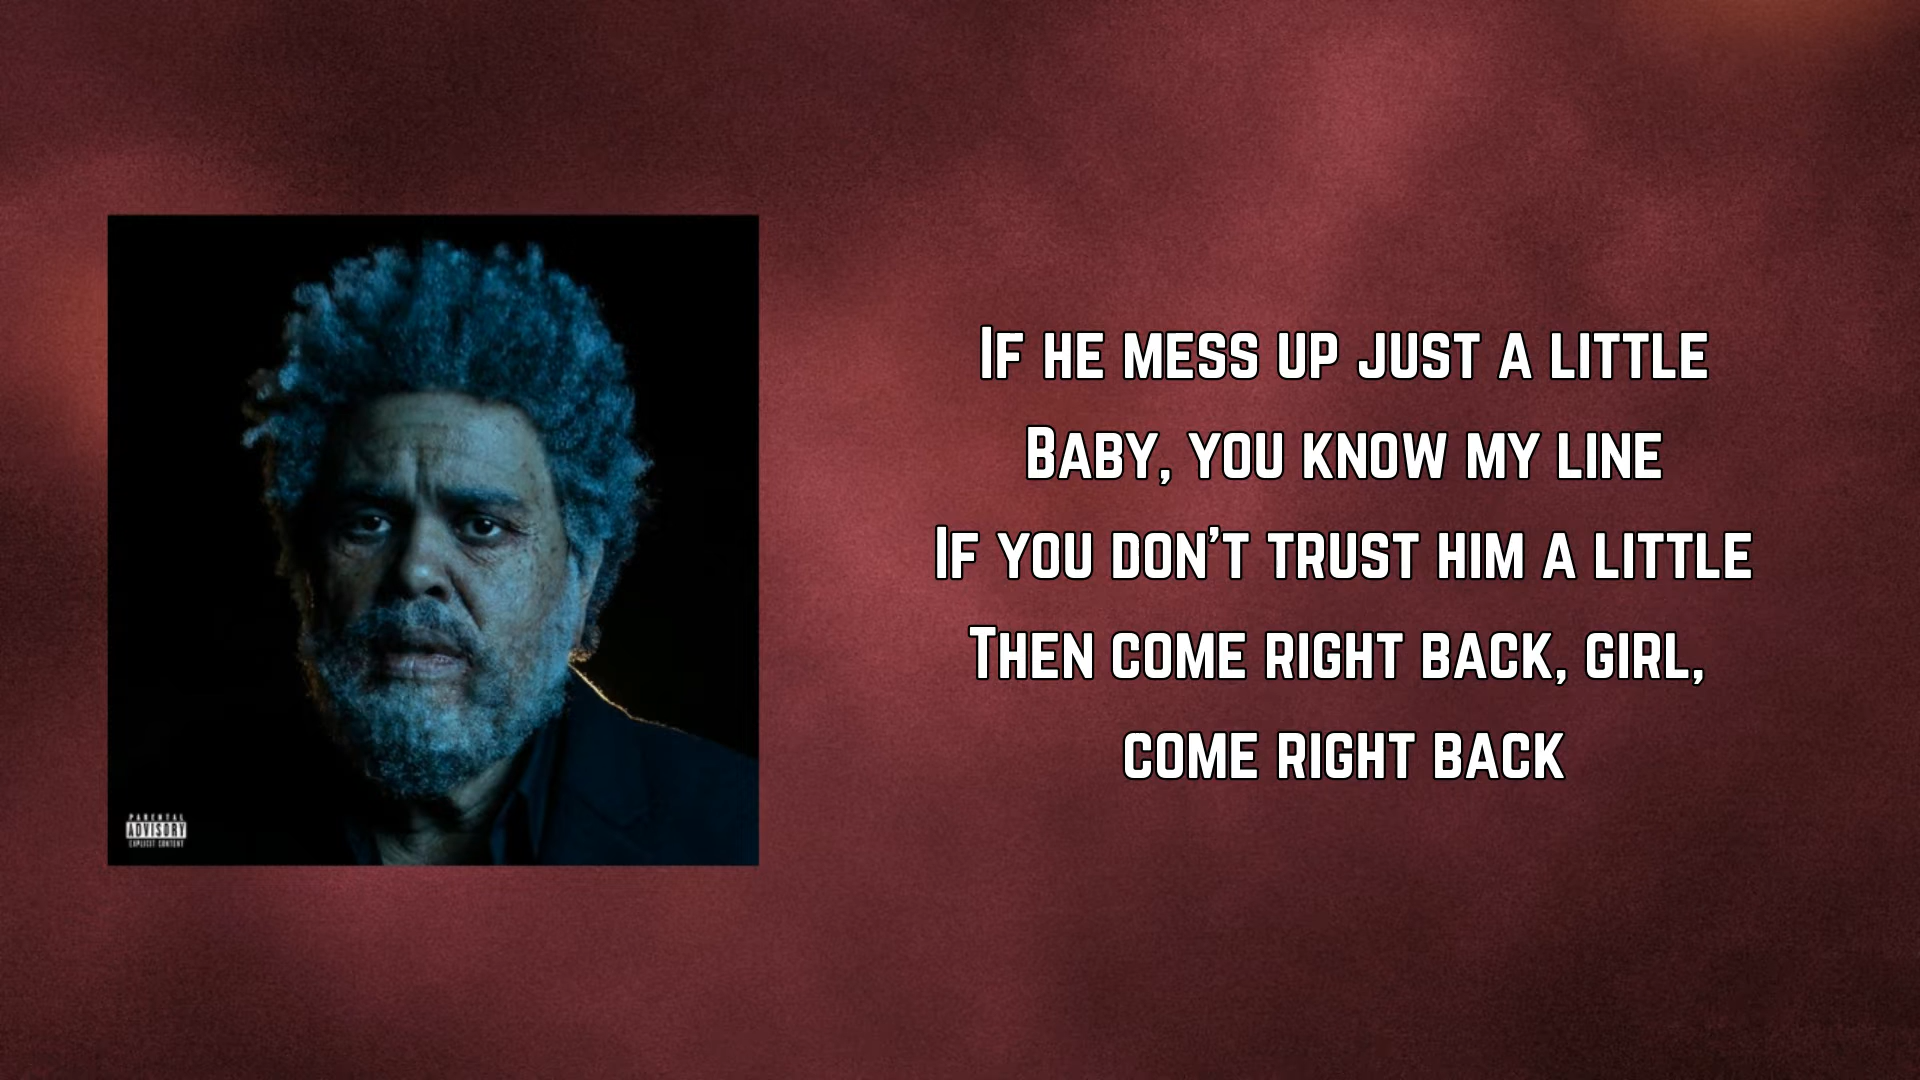 PARENTAL
ADVISORY
EXPLICIT CONTENT
If he mess up just a little
Baby, you know my line
If you don't trust him a little
Then come right back, girl,
come right back